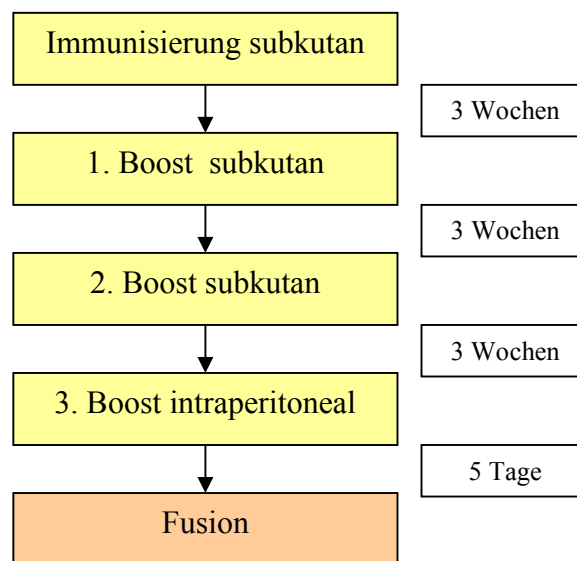 Immunisierung subkutan
3 Wochen
1. Boost subkutan
3 Wochen
2. Boost subkutan
3 Wochen
3. Boost intraperitoneal
5 Tage
Fusion